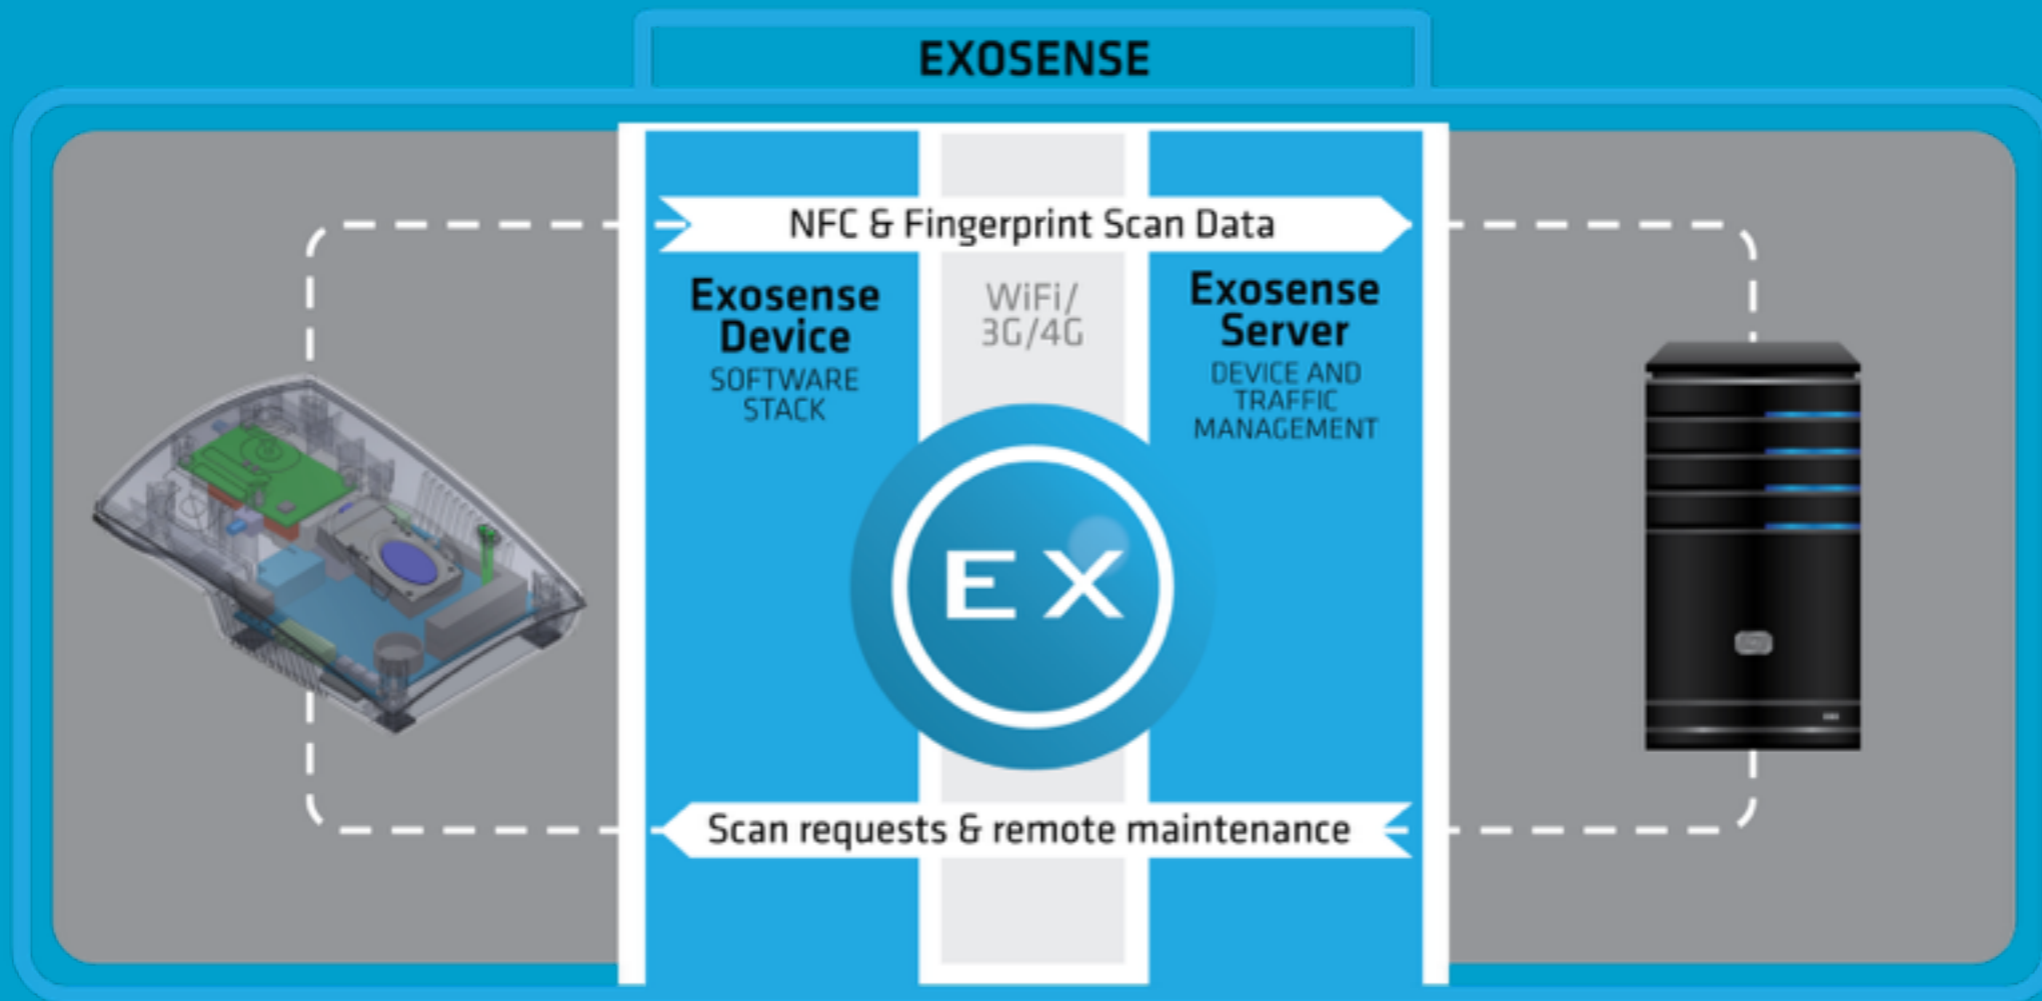 EXOSENSE
NFC & Fingerprint Scan Data
Exosense
Device
SOFTWARE
STACK
WiFi/
3G/4G
Exosense
Server
DEVICE AND
TRAFFIC
MANAGEMENT
EX
Scan requests & remote maintenance